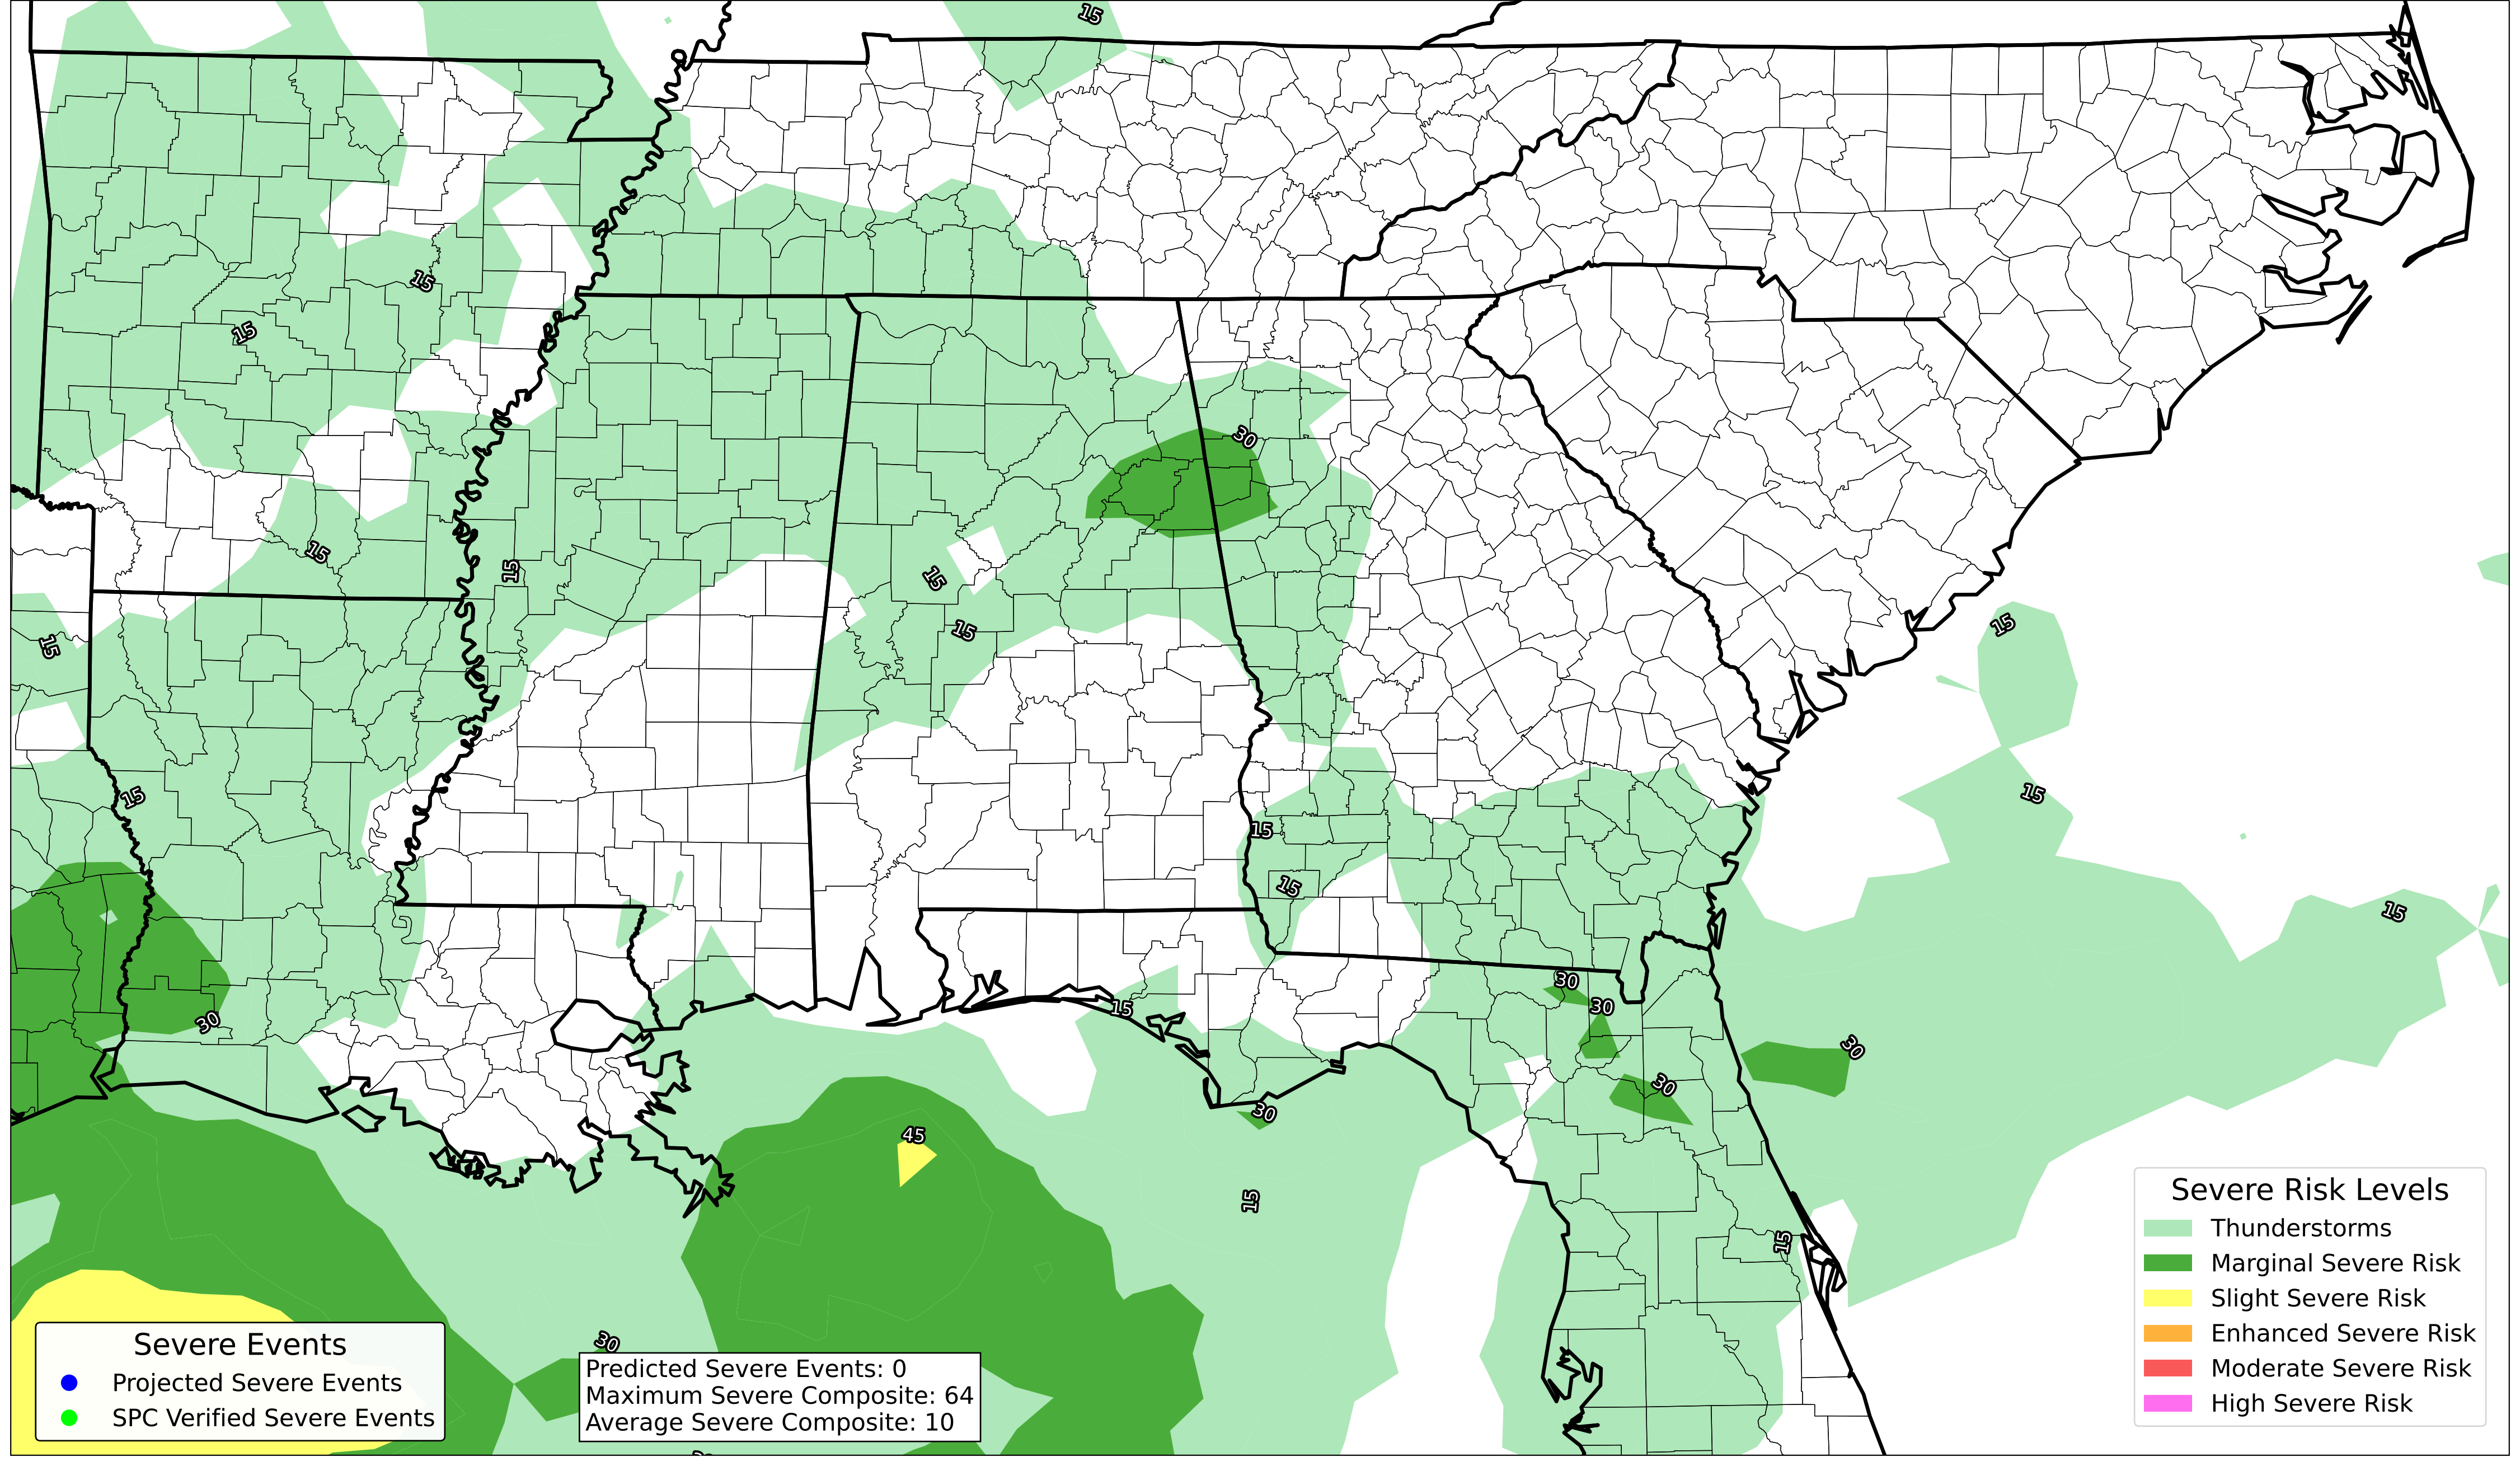 15
15
15
30
15
15
15
15
15
15
15
15
15
15
15
30
30
15
30
30
30
30
45
15
15
30
Severe Risk Levels
Thunderstorms
Marginal Severe Risk
Slight Severe Risk
Enhanced Severe Risk
Moderate Severe Risk
High Severe Risk
Severe Events
Projected Severe Events
SPC Verified Severe Events
Predicted Severe Events: 0
Maximum Severe Composite: 64
Average Severe Composite: 10